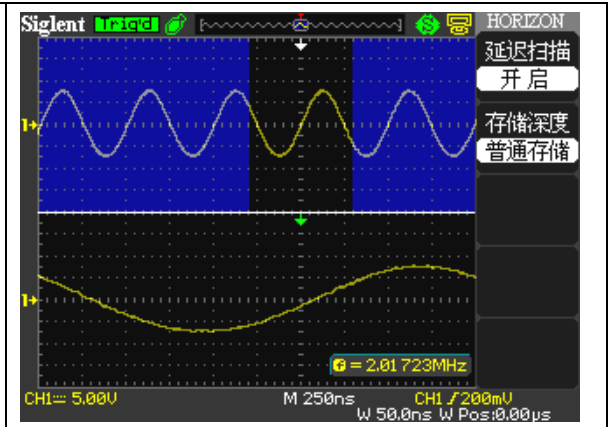 Siglent Trig'd HORIZON
延迟扫描
开启
存储深度
普通存储
1
1
f = 2.01723MHz
CH1 5.00V M 250ns CH1 200mV
W 50.0ns W Pos:0.00μs